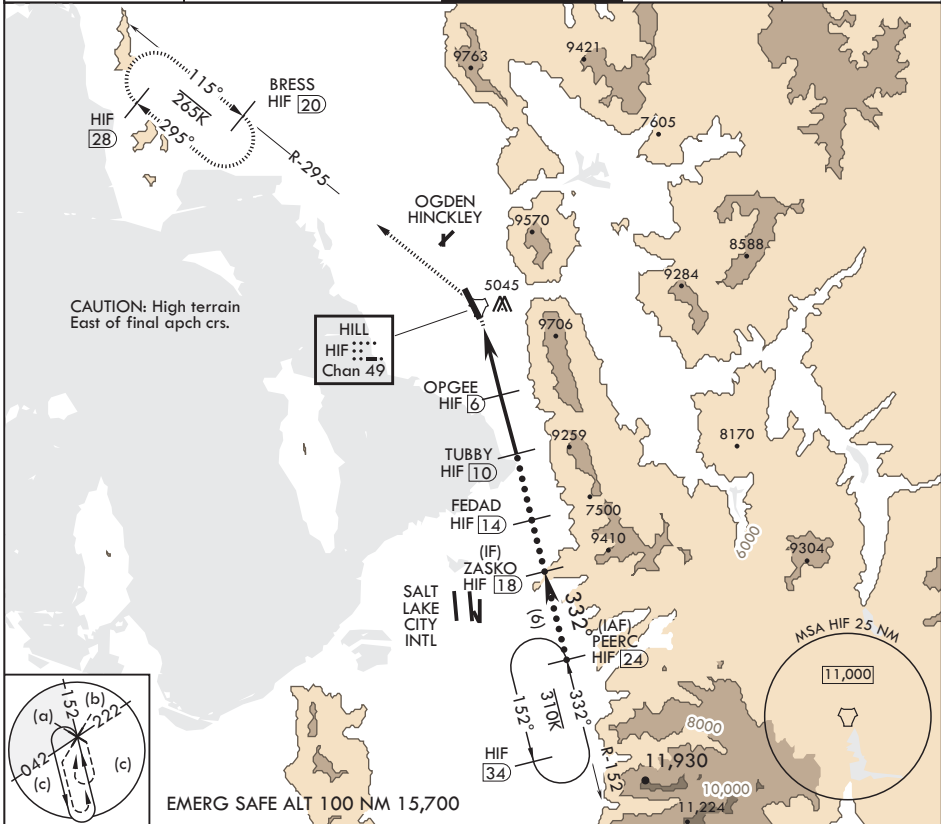 9763
9421
115°
265K
295°
BRESS
HIF 20
HIF
28
R-295
7605
OGDEN
HINCKLEY
9570
8588
9284
5045
CAUTION: High terrain
East of final apch crs.
HILL
HIF
Chan 49
9706
OPGEE
HIF 6
9259
8170
TUBBY
HIF 10
7500
FEDAD
HIF 14
9410
6000
9304
(IF)
ZASKO
HIF 18
SALT
LAKE
CITY
INTL
332°
(6)
(IAF)
PEERC
HIF 24
MSA HIF 25 NM
11,000
152°
310K
332°
R-152
HIF
34
8000
11,930
10,000
11,224
152
(a)
(b)
222
042
(c)
(c)
EMERG SAFE ALT 100 NM 15,700